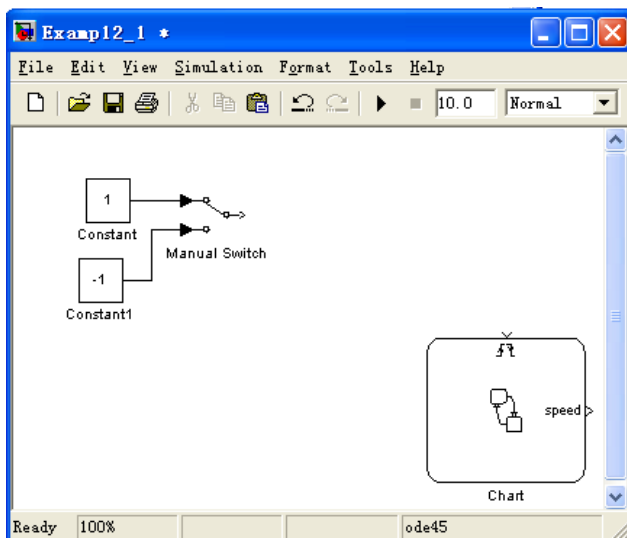 Examp12_1 *
File Edit View Simulation Format Tools Help
10.0 Normal
1
Constant
Manual Switch
-1
Constant1
speed
Chart
Ready 100% ode45